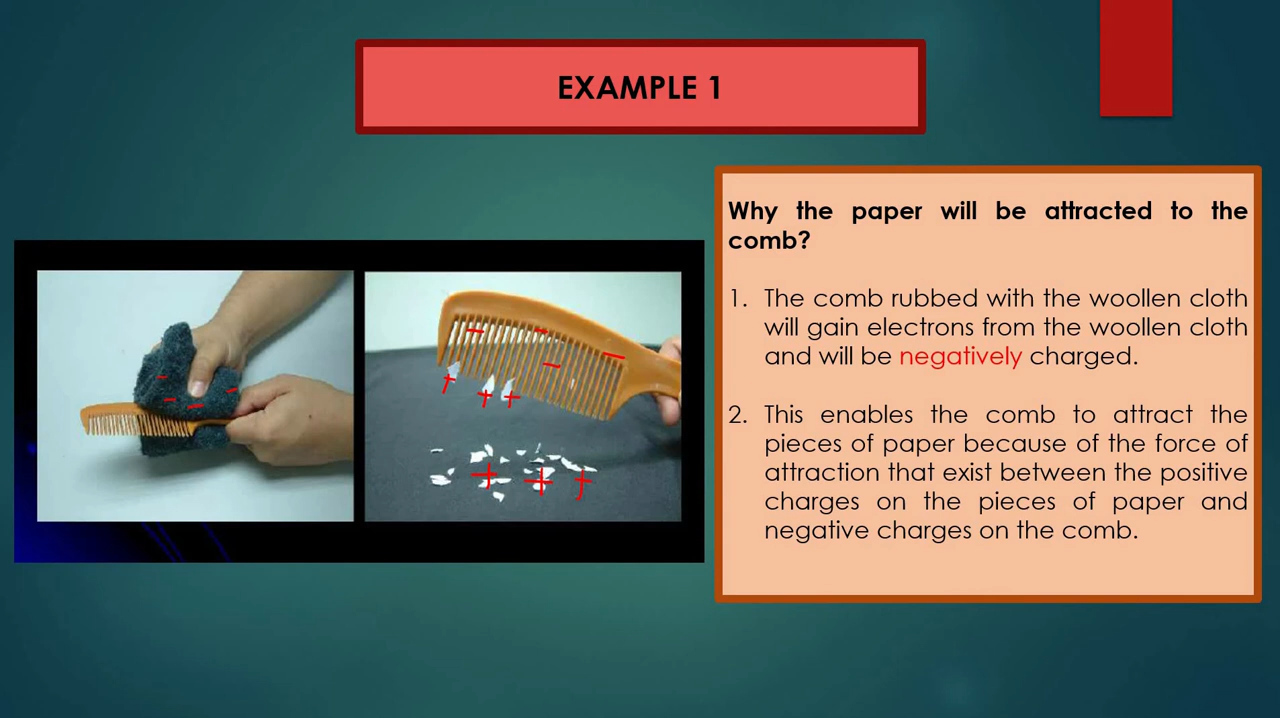 EXAMPLE 1
Why the paper will be attracted to the
comb?
1. The comb rubbed with the woollen cloth
will gain electrons from the woollen cloth
and will be negatively charged.
2. This enables the comb to attract the
pieces of paper because of the force of
attraction that exist between the positive
charges on the pieces of paper and
negative charges on the comb.